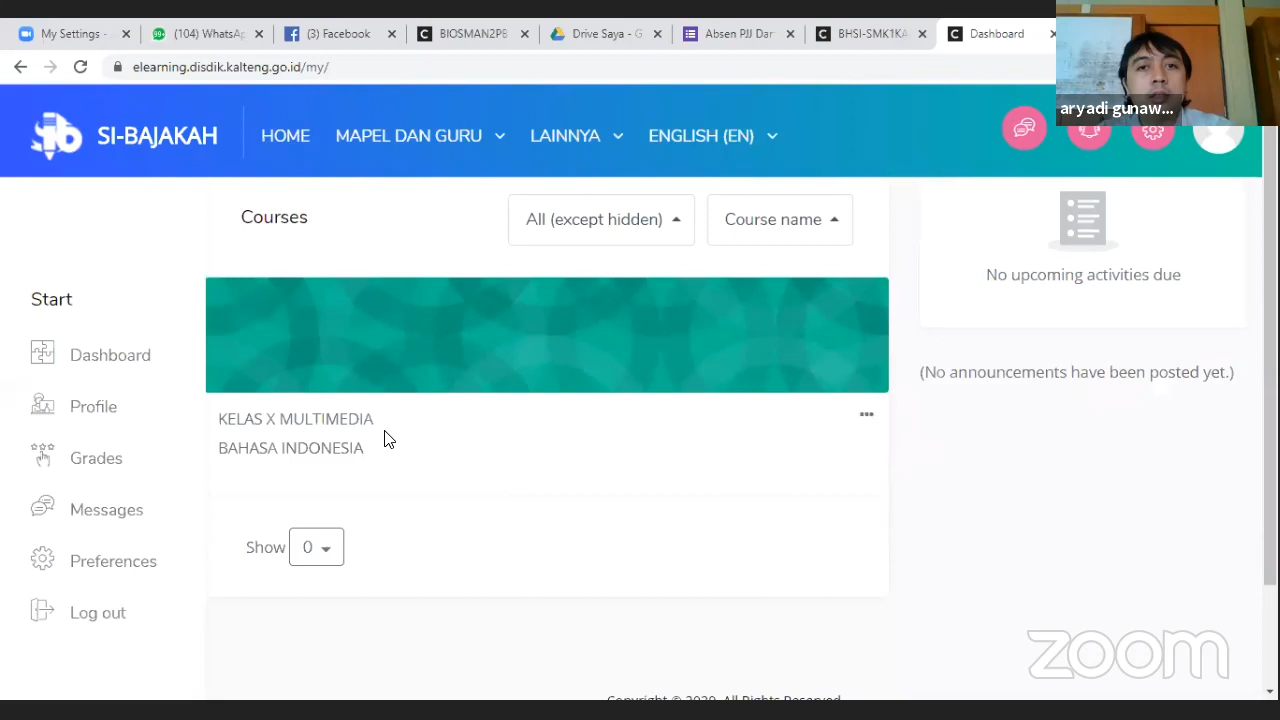 My Settings -
99+
(104) WhatsAp
(3) Facebook
BIOSMAN2PB
Drive Saya - G
Absen PJJ Dar
BHSI-SMK1KA
Dashboard
elearning.disdik.kalteng.go.id/my/
aryadi gunaw...
SI-BAJAKAH
HOME
MAPEL DAN GURU
LAINNYA
ENGLISH (EN)
Courses
All (except hidden)
Course name
No upcoming activities due
Start
Dashboard
Profile
Grades
Messages
Preferences
Log out
(No announcements have been posted yet.)
KELAS X MULTIMEDIA
BAHASA INDONESIA
Show 0
zoom
Copyright © 2020. All Rights Reserved